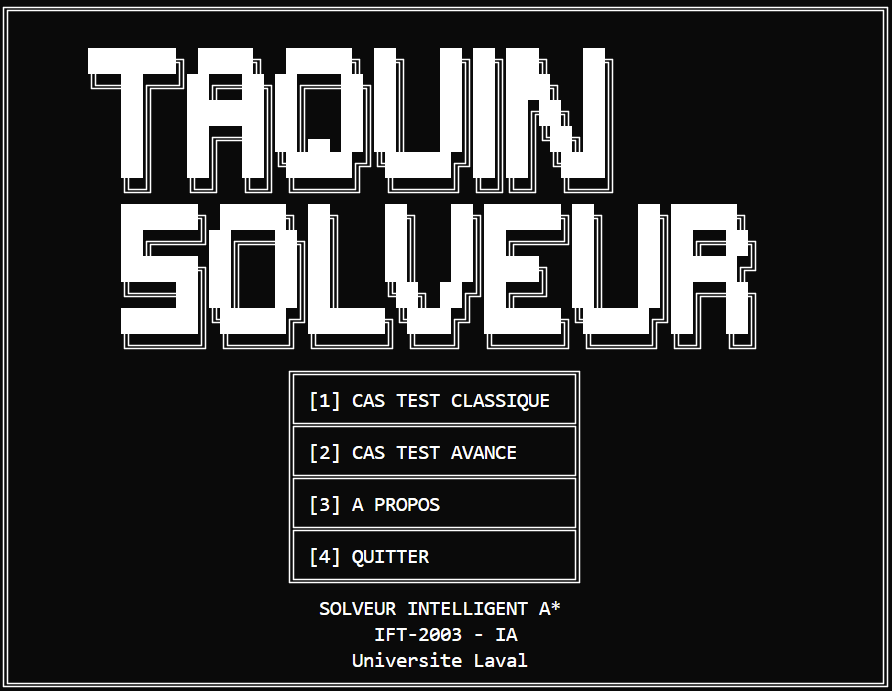 TAQUIN
SOLVEUR
[1] CAS TEST CLASSIQUE
[2] CAS TEST AVANCE
[3] A PROPOS
[4] QUITTER
SOLVEUR INTELLIGENT A*
IFT-2003 - IA
Universite Laval